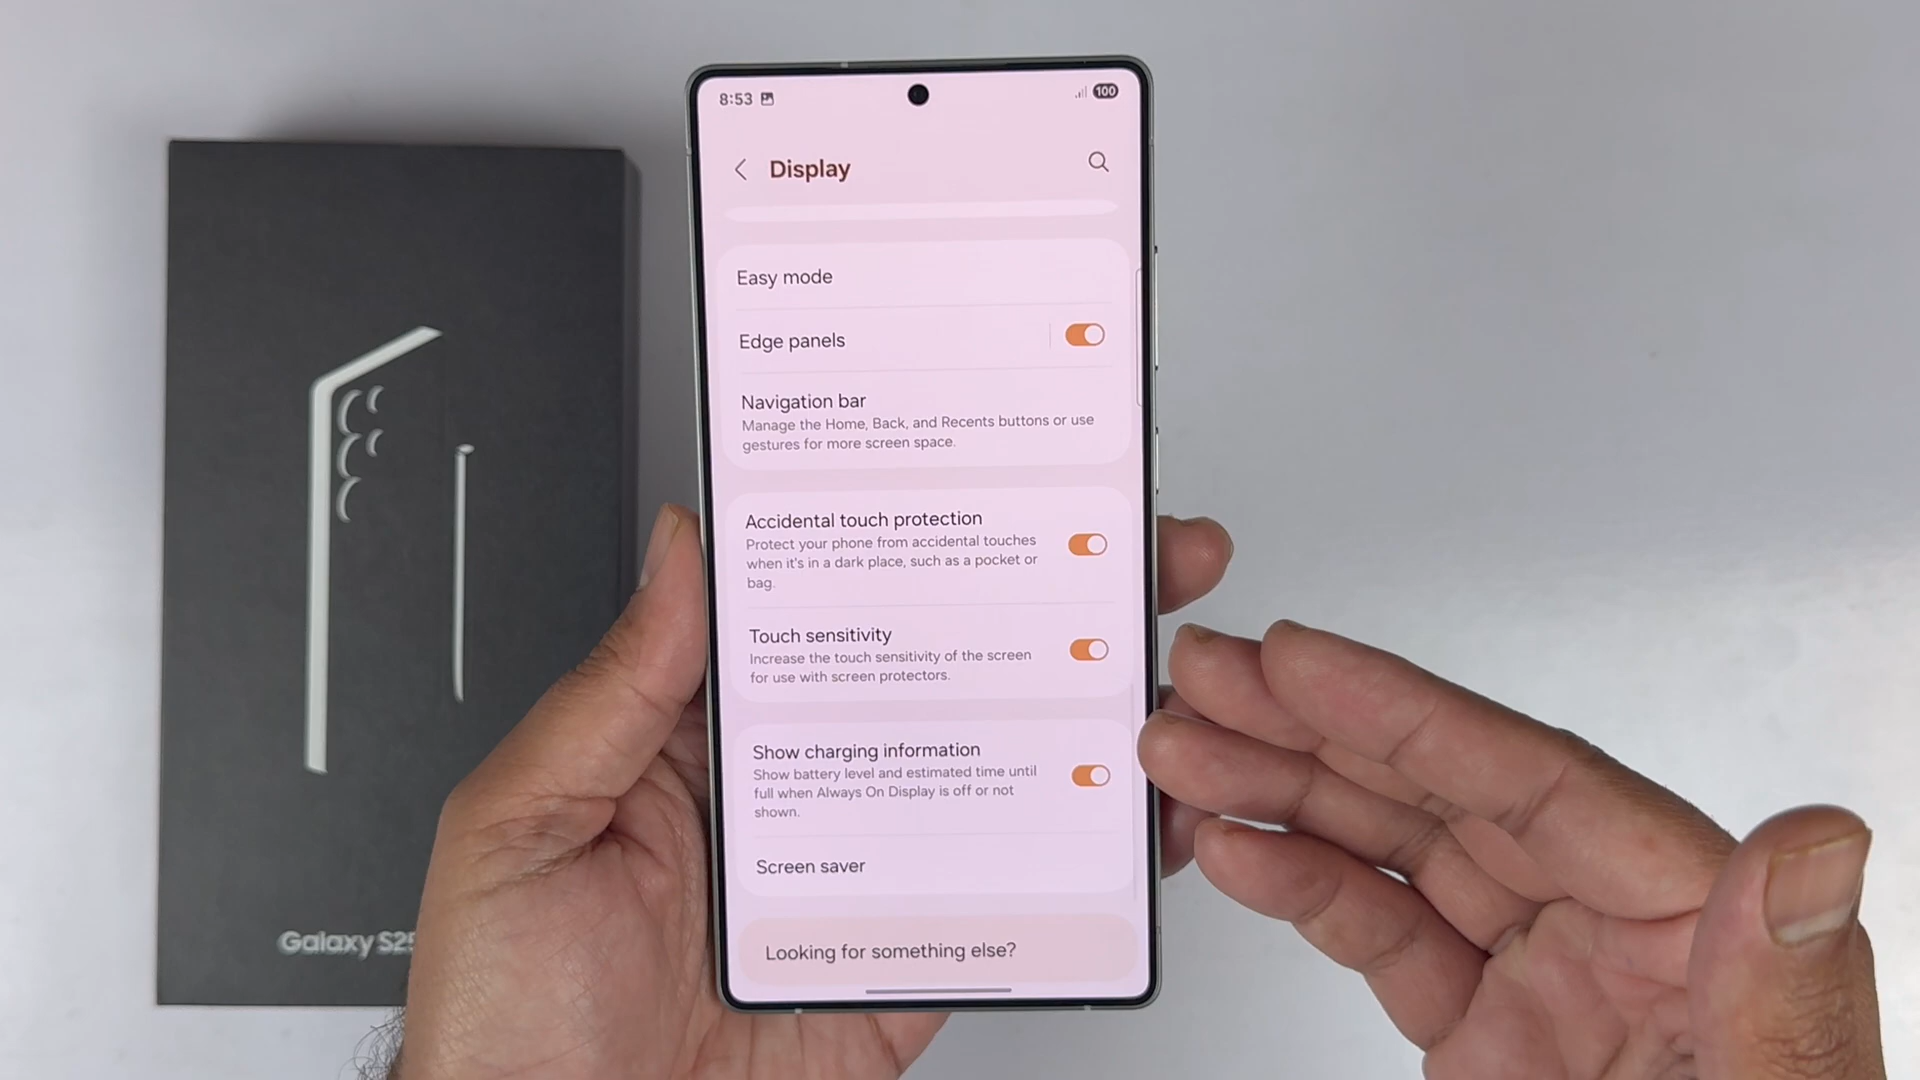 8:53
100
Display
Easy mode
Edge panels
Navigation bar
Manage the Home, Back, and Recents buttons or use
gestures for more screen space.
Accidental touch protection
Protect your phone from accidental touches
when it's in a dark place, such as a pocket or
bag.
Touch sensitivity
Increase the touch sensitivity of the screen
for use with screen protectors.
Show charging information
Show battery level and estimated time until
full when Always On Display is off or not
shown.
Screen saver
Looking for something else?
Galaxy S25